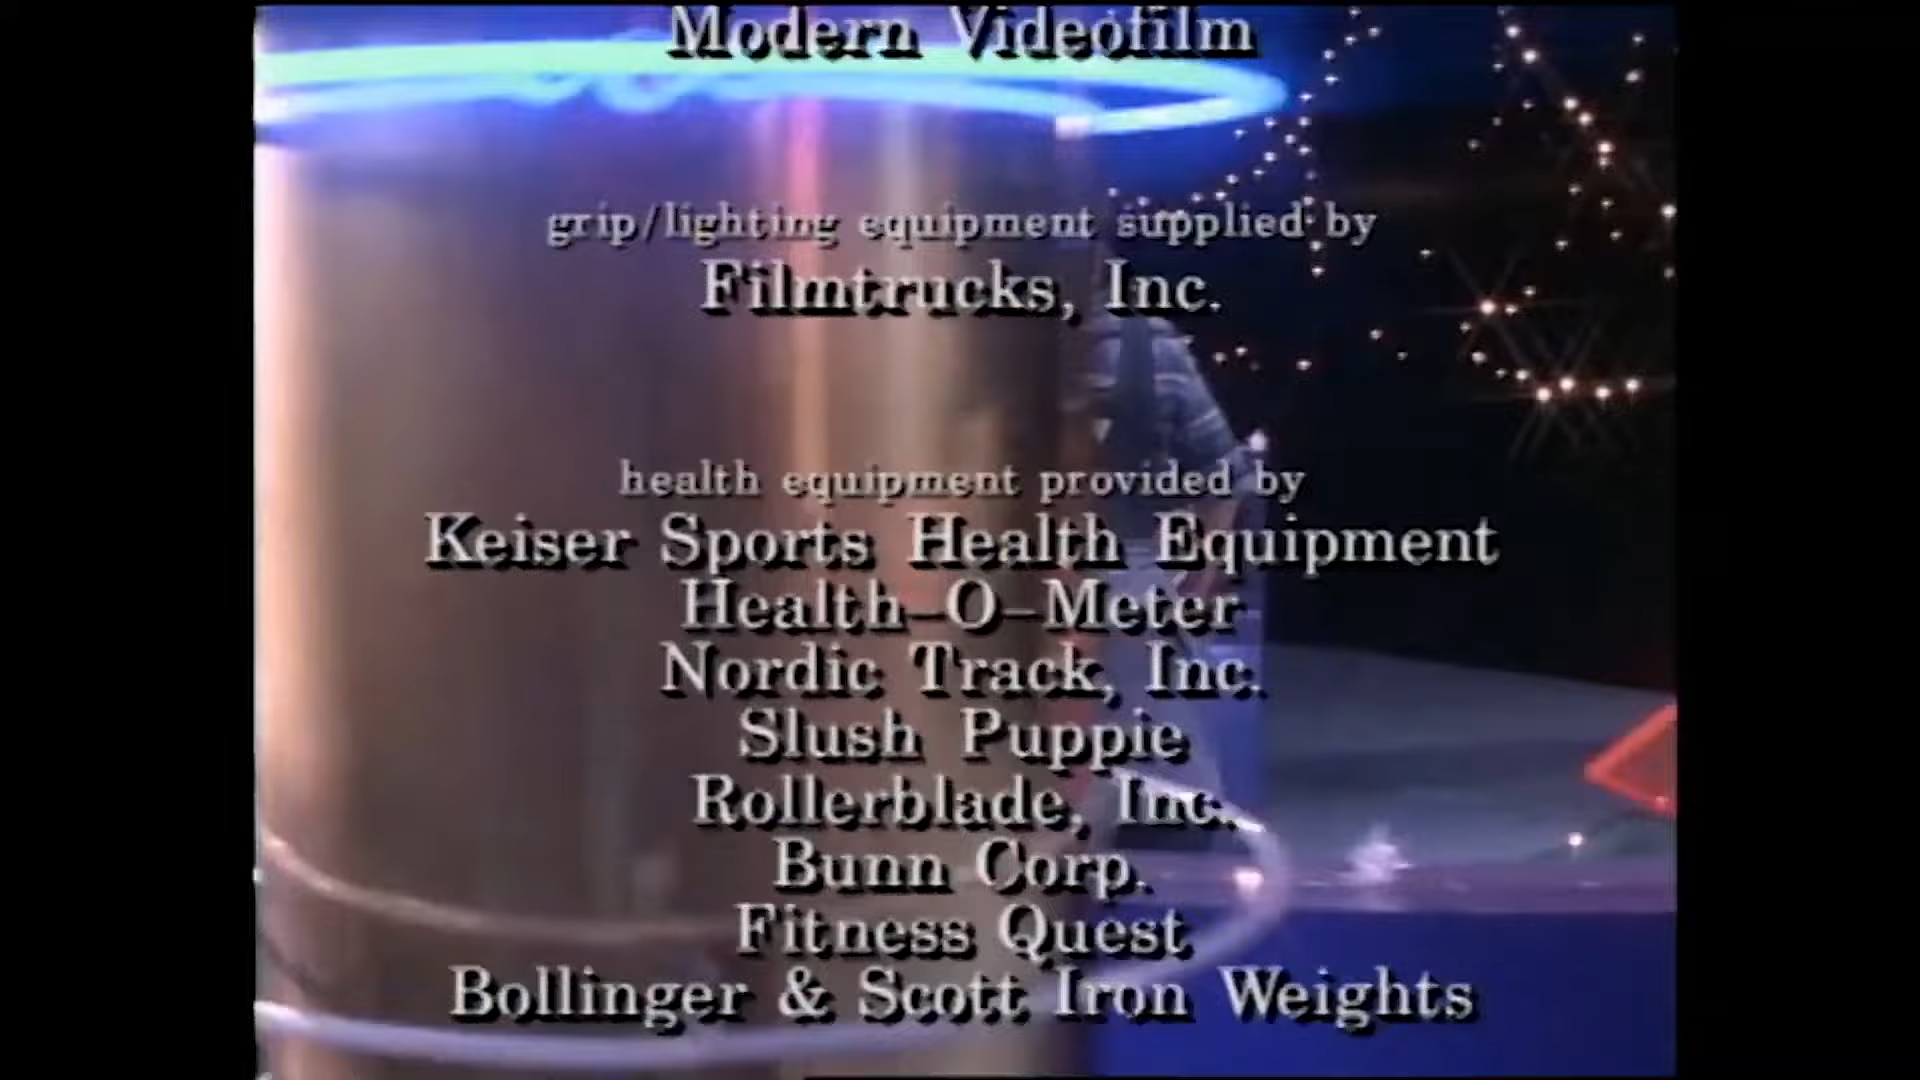 Modern Videofilm
grip/lighting equipment supplied by
Filmtrucks, Inc.
health equipment provided by
Keiser Sports Health Equipment
Health-O-Meter
Nordic Track, Inc.
Slush Puppie
Rollerblade, Inc.
Bunn Corp.
Fitness Quest
Bollinger & Scott Iron Weights